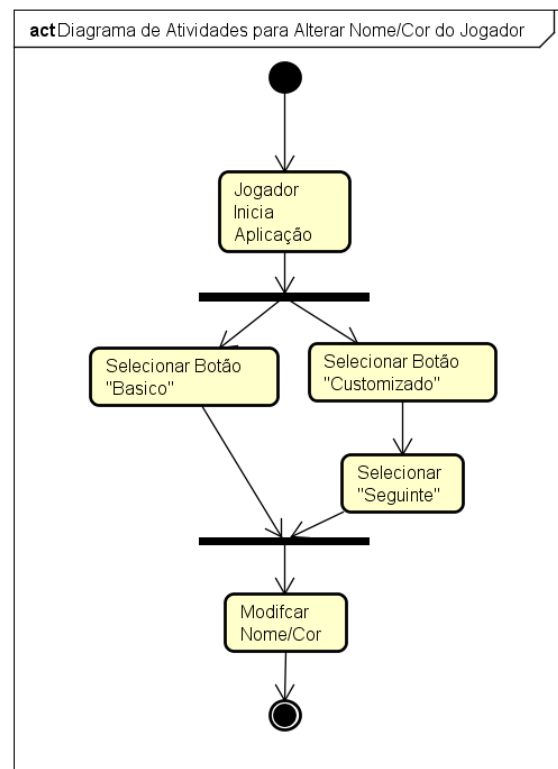 act Diagrama de Atividades para Alterar Nome/Cor do Jogador
Jogador
Inicia
Aplicação
Selecionar Botão
"Basico"
Selecionar Botão
"Customizado"
Selecionar
"Seguinte"
Modifcar
Nome/Cor